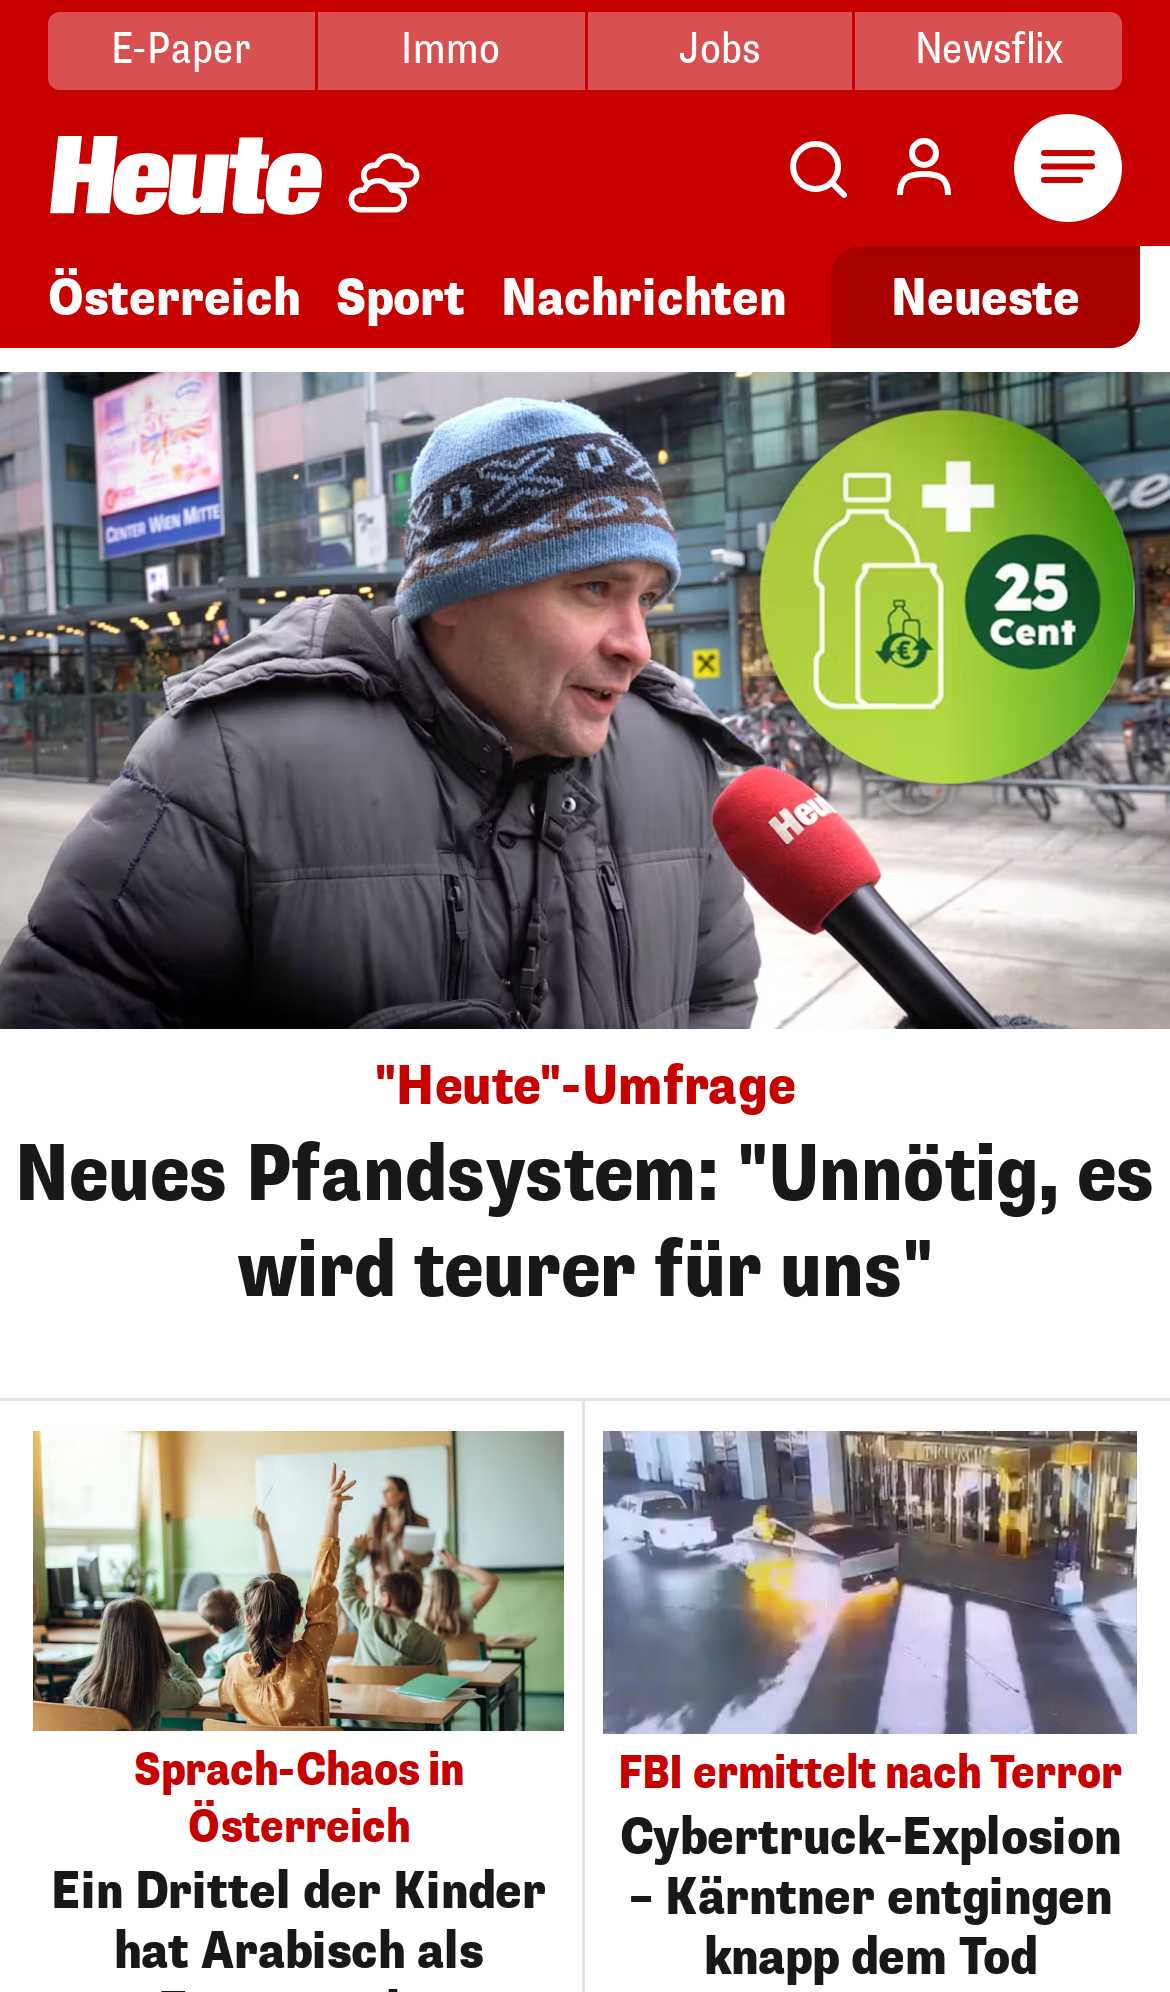 E-Paper
Immo
Jobs
Newsflix
Heute
Österreich
Sport
Nachrichten
Neueste
CENTER WIEN MITTE
25
Cent
"Heute"-Umfrage
Neues Pfandsystem: "Unnötig, es
wird teurer für uns"
Sprach-Chaos in
Österreich
Ein Drittel der Kinder
hat Arabisch als
FBI ermittelt nach Terror
Cybertruck-Explosion
– Kärntner entgingen
knapp dem Tod